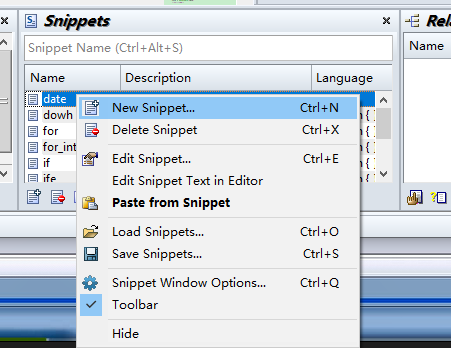 Snippets
Rela
Snippet Name (Ctrl+Alt+S)
Name Description Language Name
date
dowh
for
for_int
if
ife
New Snippet... Ctrl+N
Delete Snippet Ctrl+X
Edit Snippet... Ctrl+E
Edit Snippet Text in Editor
Paste from Snippet
Load Snippets... Ctrl+O
Save Snippets... Ctrl+S
Snippet Window Options... Ctrl+Q
Toolbar
Hide